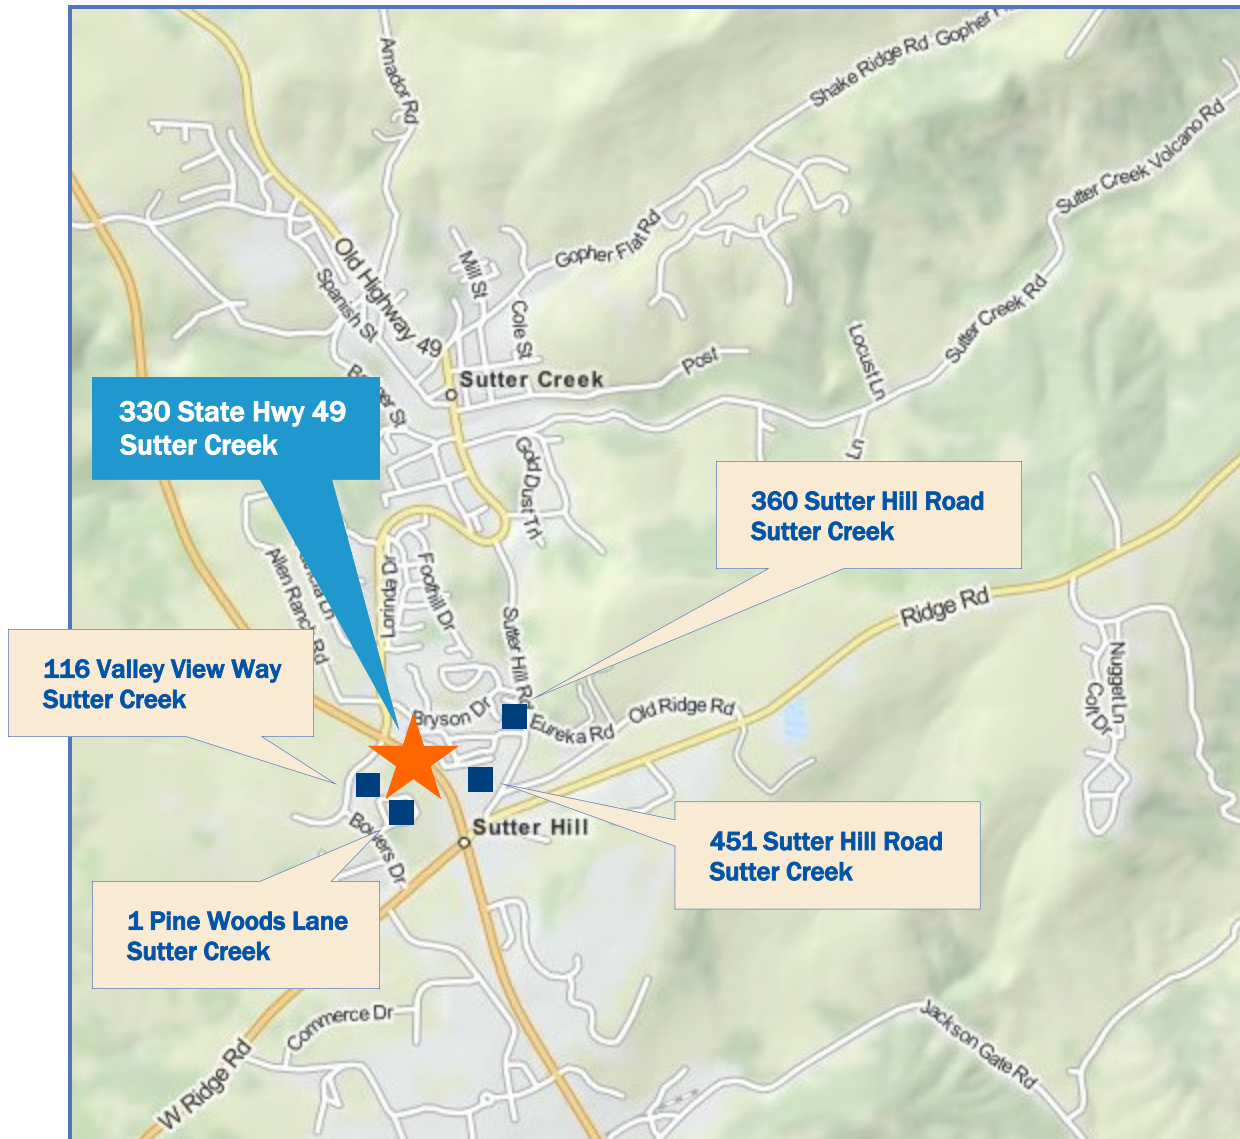 Amador Rd
Shake Ridge Rd
Gopher
Sutter Creek Volcano Rd
Gopher Flat Rd
Old Highway 49
Mill St
Spanish St
Cole St
Sutter Creek Rd
Locust Ln
Post
Sutter Creek
330 State Hwy 49
Sutter Creek
Ln
Gold Dust Trl
360 Sutter Hill Road
Sutter Creek
Allen Ranch Rd
Ln
Lorinda Dr
Foothill Dr
Sutter Hill Rd
Ridge Rd
116 Valley View Way
Sutter Creek
Nugget Ln
Colt Dr
Bryson Dr
Eureka Rd
Old Ridge Rd
Bowers Dr
Sutter Hill
451 Sutter Hill Road
Sutter Creek
1 Pine Woods Lane
Sutter Creek
Commerce Dr
Jackson Gate Rd
W Ridge Rd